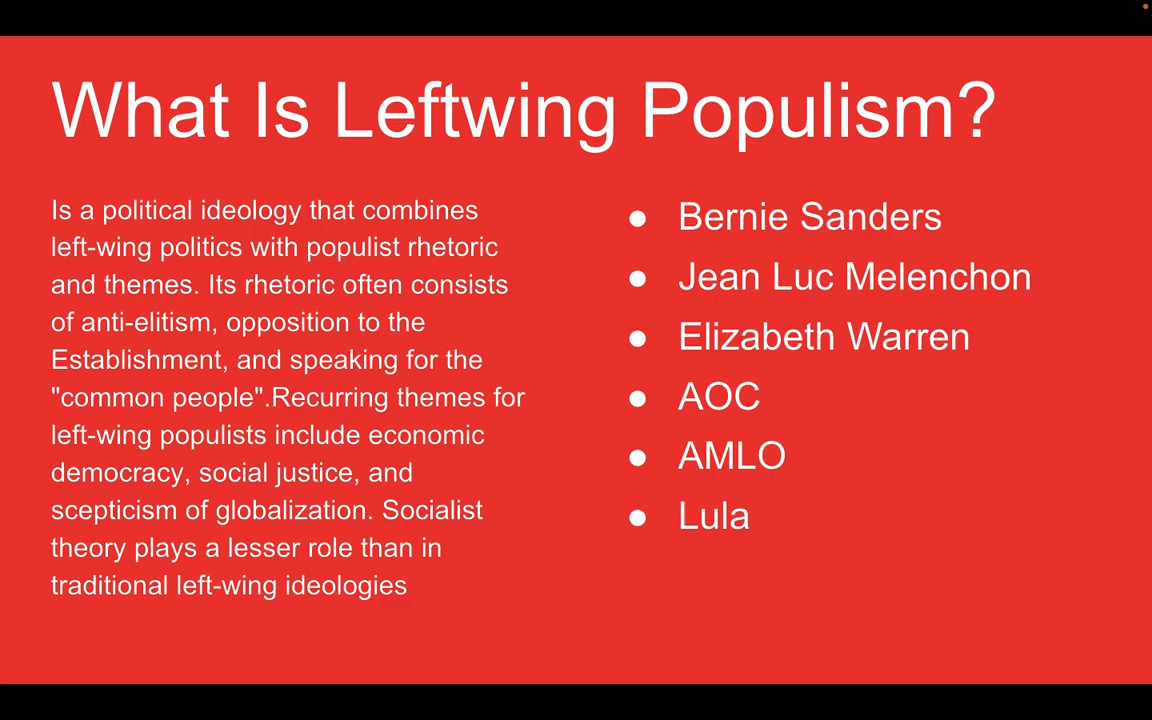 What Is Leftwing Populism?
Is a political ideology that combines
left-wing politics with populist rhetoric
and themes. Its rhetoric often consists
of anti-elitism, opposition to the
Establishment, and speaking for the
"common people".Recurring themes for
left-wing populists include economic
democracy, social justice, and
scepticism of globalization. Socialist
theory plays a lesser role than in
traditional left-wing ideologies
● Bernie Sanders
● Jean Luc Melenchon
● Elizabeth Warren
● AOC
● AMLO
● Lula